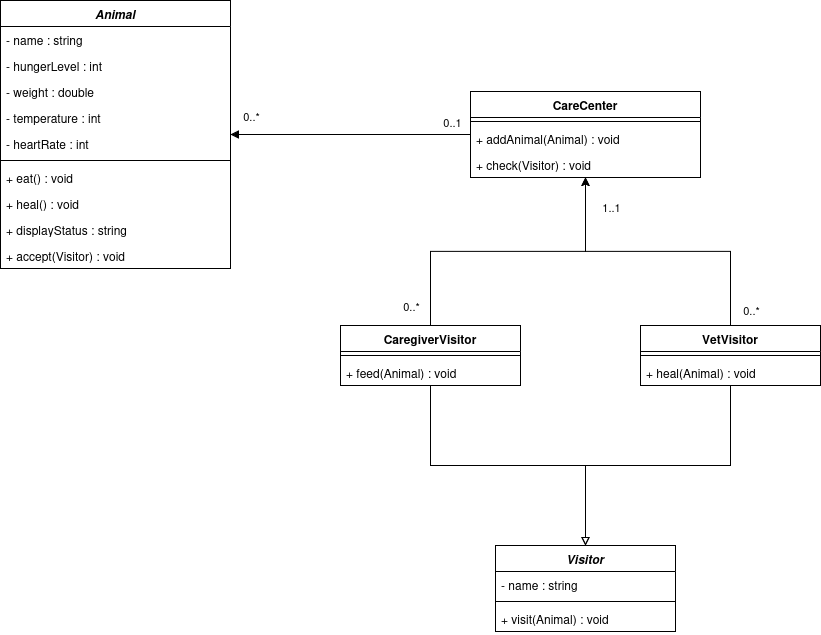 Animal
- name : string
- hungerLevel : int
- weight : double
- temperature : int
- heartRate : int
+ eat() : void
+ heal() : void
+ displayStatus : string
+ accept(Visitor) : void
0..*
0..1
CareCenter
+ addAnimal(Animal) : void
+ check(Visitor) : void
1..1
0..*
0..*
CaregiverVisitor
+ feed(Animal) : void
VetVisitor
+ heal(Animal) : void
Visitor
- name : string
+ visit(Animal) : void